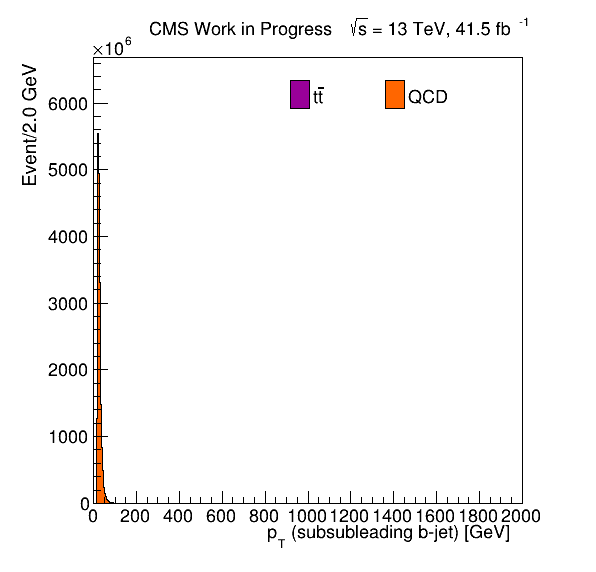 CMS Work in Progress √s = 13 TeV, 41.5 fb⁻¹
×10⁶
Event/2.0 GeV
tt̅ QCD
6000
5000
4000
3000
2000
1000
0
0 200 400 600 800 1000 1200 1400 1600 1800 2000
p_T (subsubleading b-jet) [GeV]